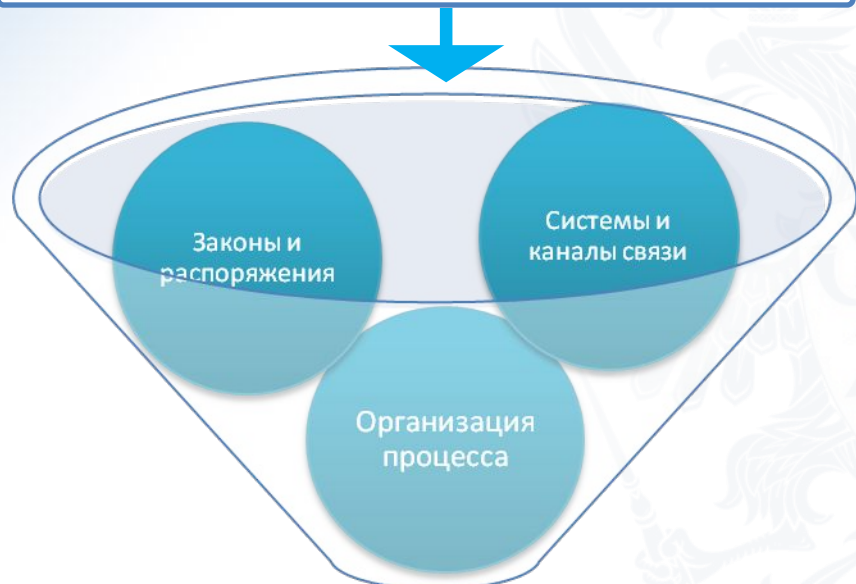 Законы и
распоряжения
Системы и
каналы связи
Организация
процесса